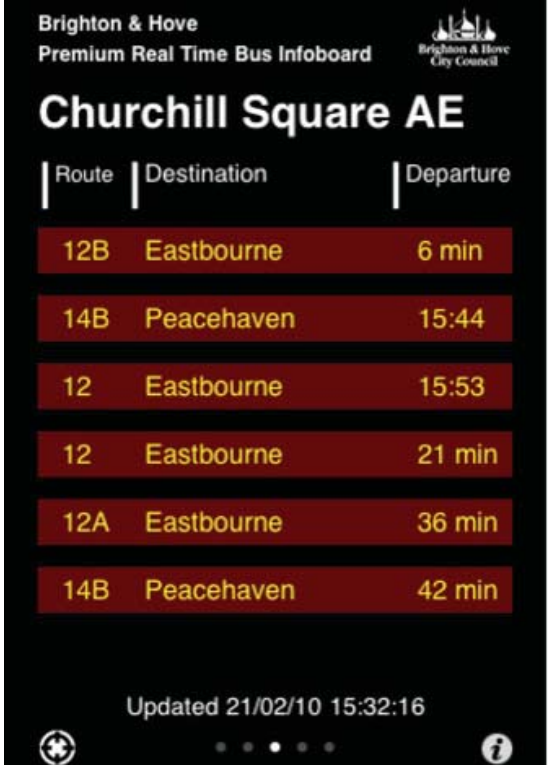 Brighton & Hove
Premium Real Time Bus Infoboard
Brighton & Hove
City Council
Churchill Square AE
Route Destination Departure
12B Eastbourne 6 min
14B Peacehaven 15:44
12 Eastbourne 15:53
12 Eastbourne 21 min
12A Eastbourne 36 min
14B Peacehaven 42 min
Updated 21/02/10 15:32:16
i